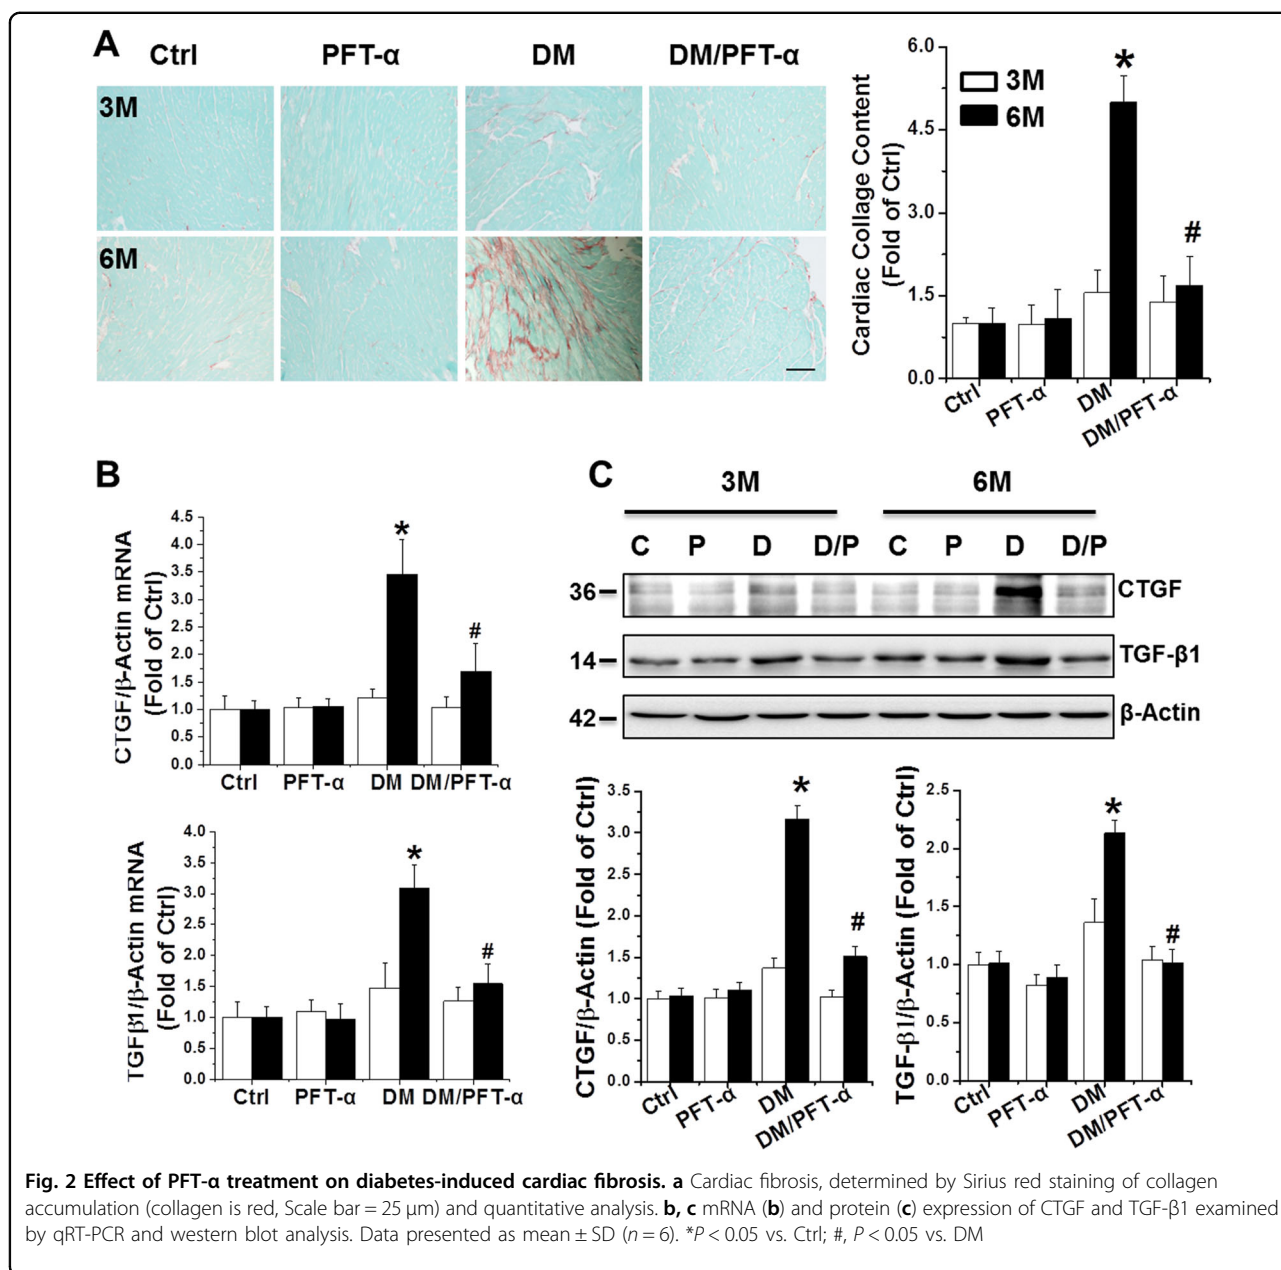 A
Ctrl PFT-α DM DM/PFT-α
3M
6M
Cardiac Collage Content
(Fold of Ctrl)
6.0
4.5
3.0
1.5
0.0
3M
6M
*
#
Ctrl PFT-α DM DM/PFT-α
B
CTGF/β-Actin mRNA
(Fold of Ctrl)
4.5
4.0
3.5
3.0
2.5
2.0
1.5
1.0
0.5
0.0
*
#
Ctrl PFT-α DM DM/PFT-α
TGFβ1/β-Actin mRNA
(Fold of Ctrl)
4.0
3.5
3.0
2.5
2.0
1.5
1.0
0.5
0.0
*
#
Ctrl PFT-α DM DM/PFT-α
C
3M 6M
C P D D/P C P D D/P
36 CTGF
14 TGF-β1
42 β-Actin
CTGF/β-Actin (Fold of Ctrl)
3.5
3.0
2.5
2.0
1.5
1.0
0.5
0.0
*
#
Ctrl PFT-α DM DM/PFT-α
TGF-β1/β-Actin (Fold of Ctrl)
2.5
2.0
1.5
1.0
0.5
0.0
*
#
Ctrl PFT-α DM DM/PFT-α
Fig. 2 Effect of PFT-α treatment on diabetes-induced cardiac fibrosis. a Cardiac fibrosis, determined by Sirius red staining of collagen
accumulation (collagen is red, Scale bar = 25 μm) and quantitative analysis. b, c mRNA (b) and protein (c) expression of CTGF and TGF-β1 examined
by qRT-PCR and western blot analysis. Data presented as mean ± SD (n = 6). *P < 0.05 vs. Ctrl; #, P < 0.05 vs. DM